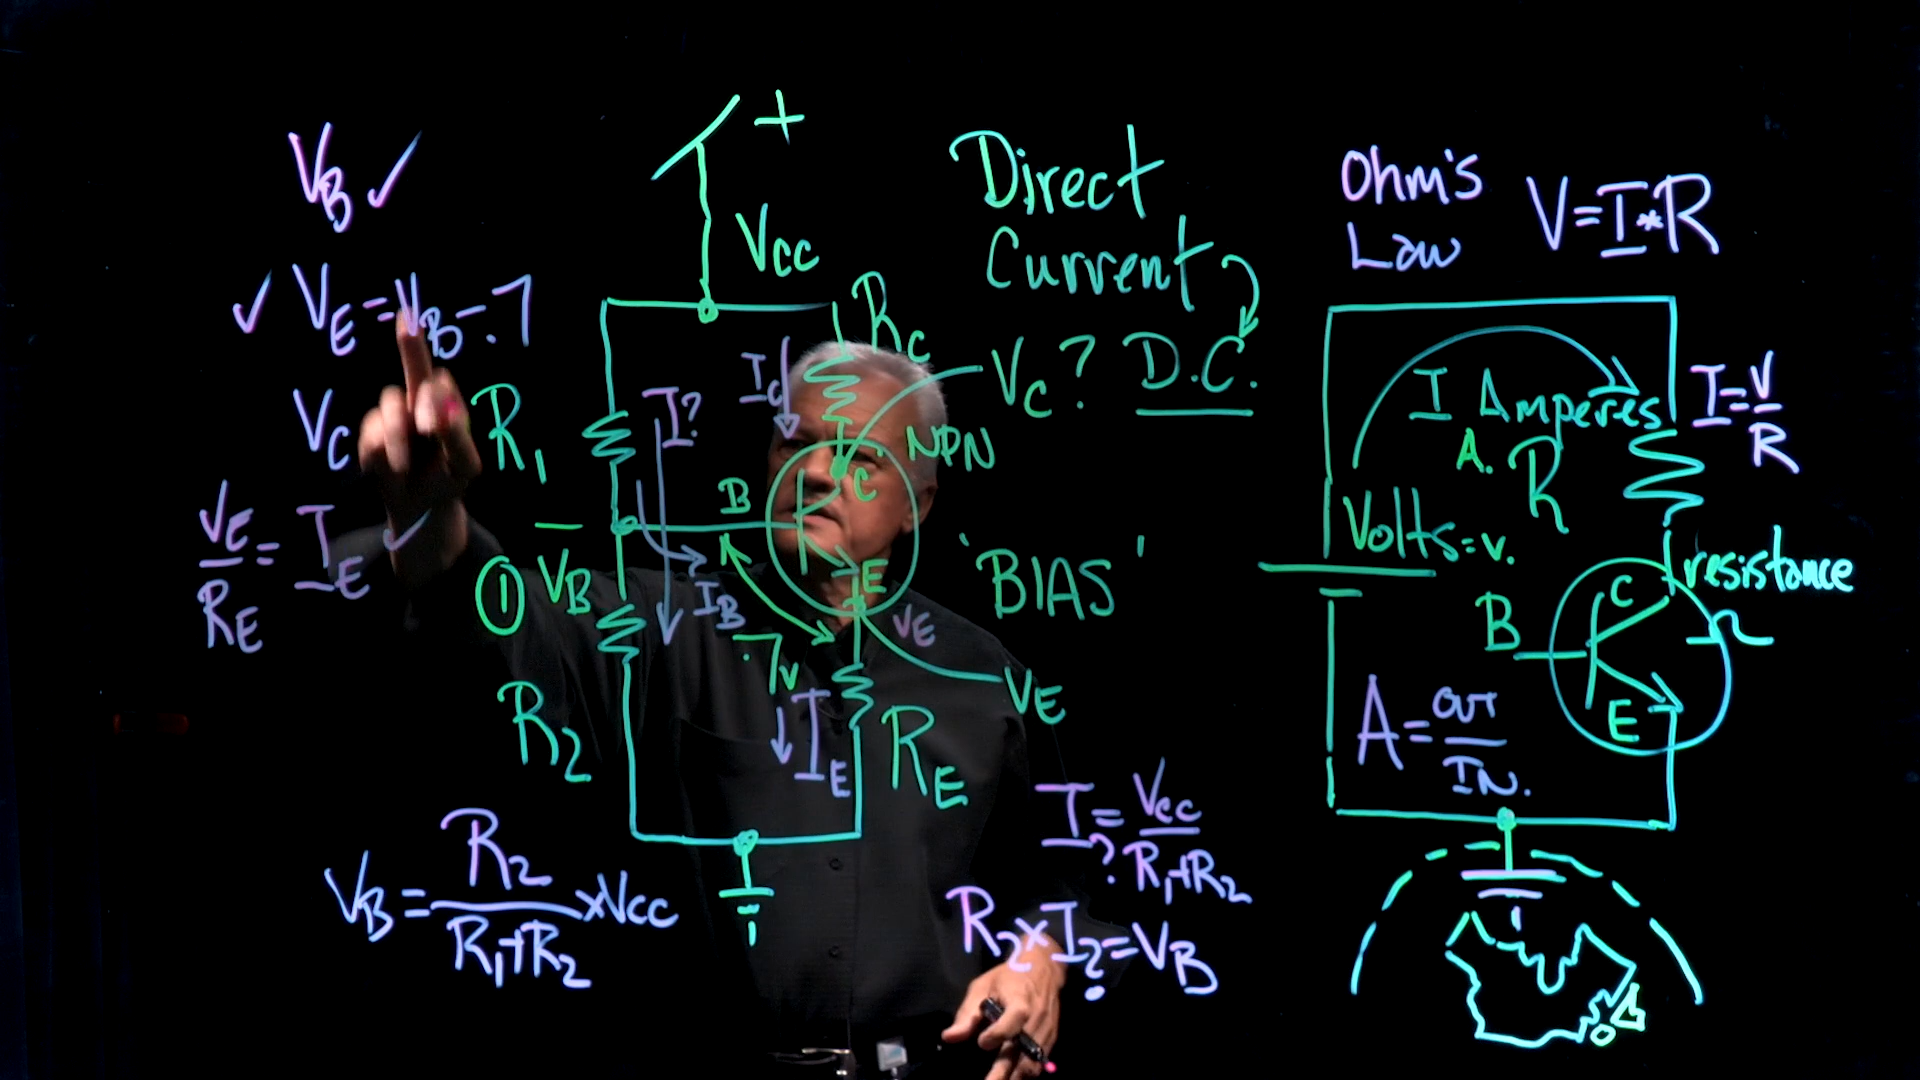 VB ✓
✓ VE = VB - .7
VC
VE/RE = IE ✓
+
Vcc
R1
I?
IC
RC
B
C
E
NPN
VC?
① VB
IB
.7v
VE
VE
R2
IE
RE
VB = R2/(R1+R2) x Vcc
Direct
Current
D.C.
'BIAS'
I? = Vcc/(R1+R2)
R2 x I? = VB
Ohm's
Law
V = I * R
I Amperes
A.
R
I = V/R
Volts = v.
resistance
Ω
B
C
E
A = OUT/IN.